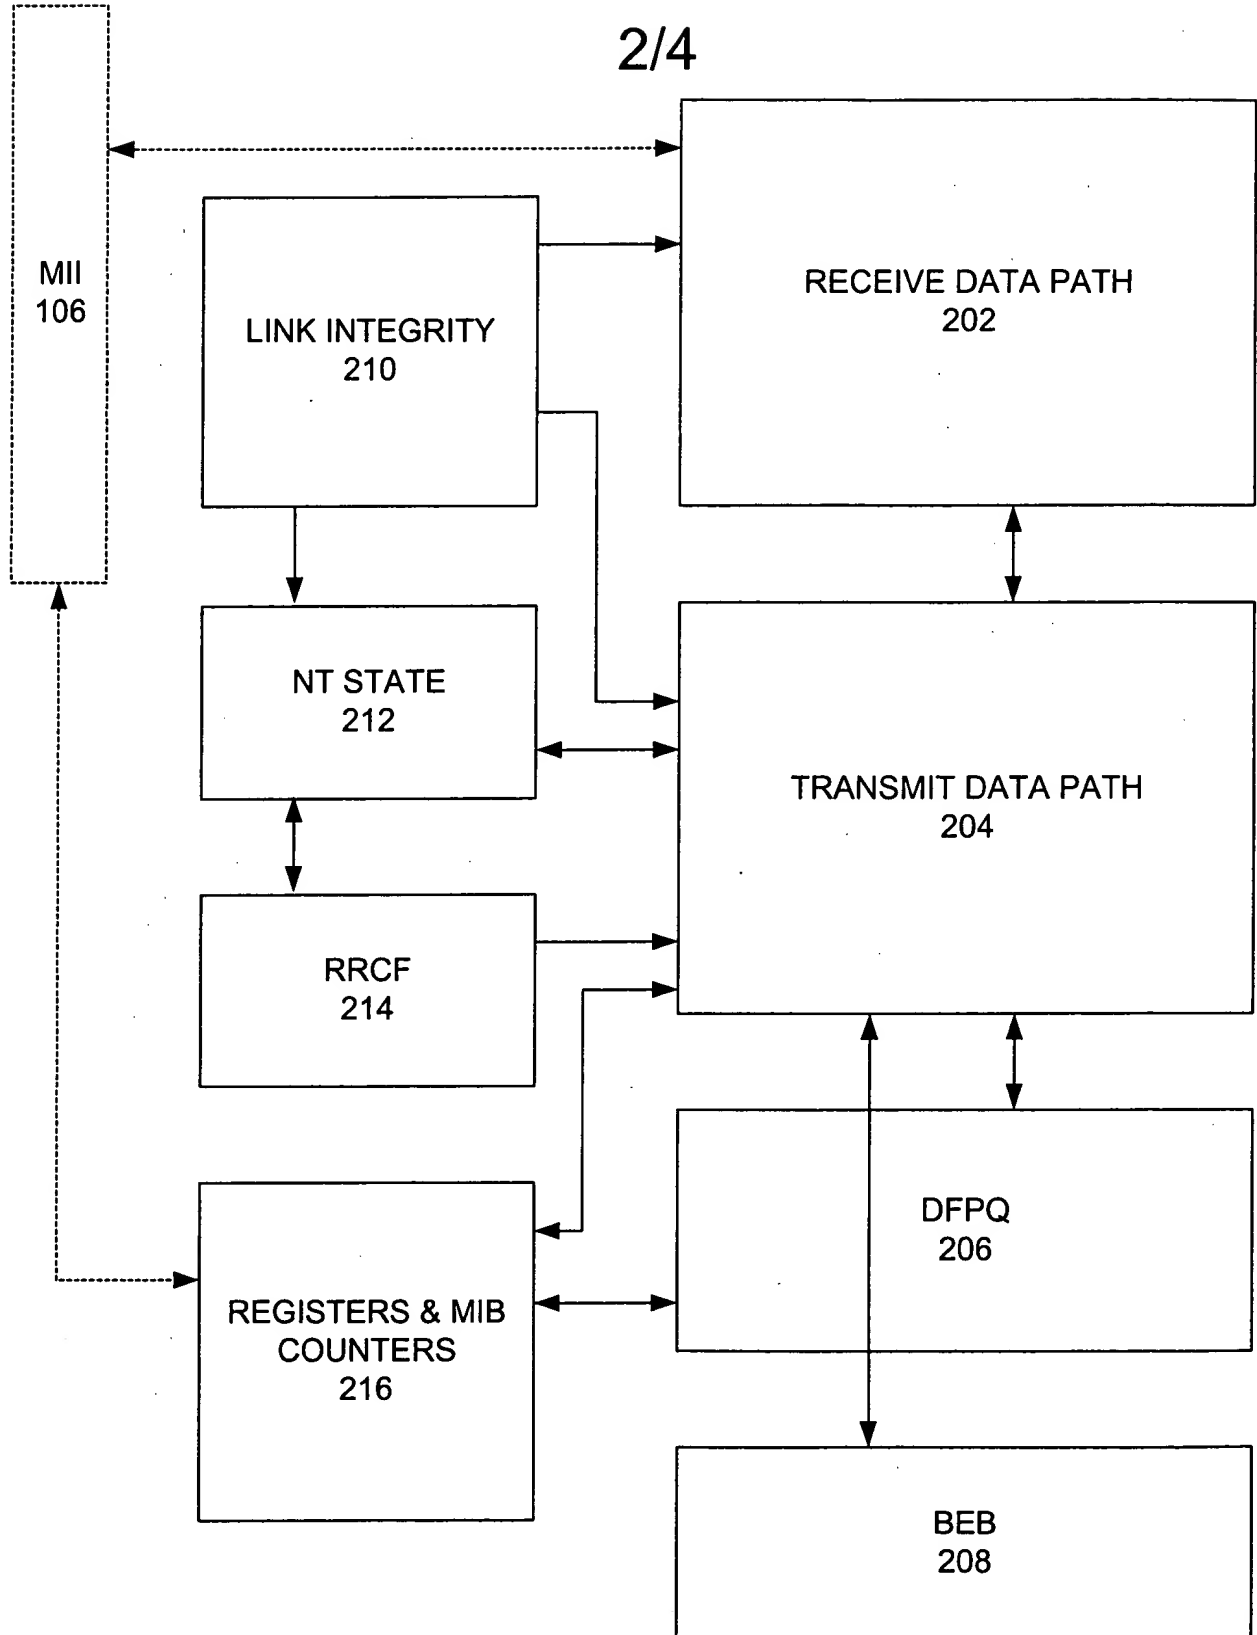 2/4
MII
106
RECEIVE DATA PATH
202
LINK INTEGRITY
210
NT STATE
212
TRANSMIT DATA PATH
204
RRCF
214
DFPQ
206
REGISTERS & MIB
COUNTERS
216
BEB
208